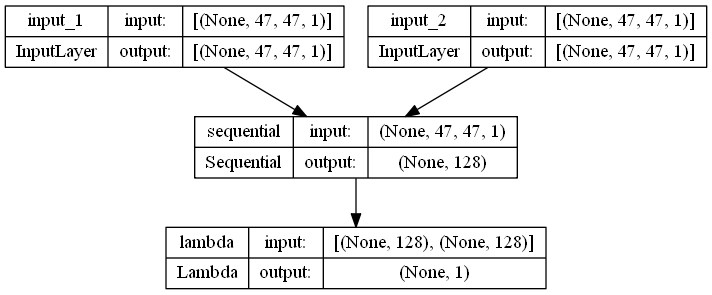 input_1 input: [(None, 47, 47, 1)]
InputLayer output: [(None, 47, 47, 1)]
input_2 input: [(None, 47, 47, 1)]
InputLayer output: [(None, 47, 47, 1)]
sequential input: (None, 47, 47, 1)
Sequential output: (None, 128)
lambda input: [(None, 128), (None, 128)]
Lambda output: (None, 1)